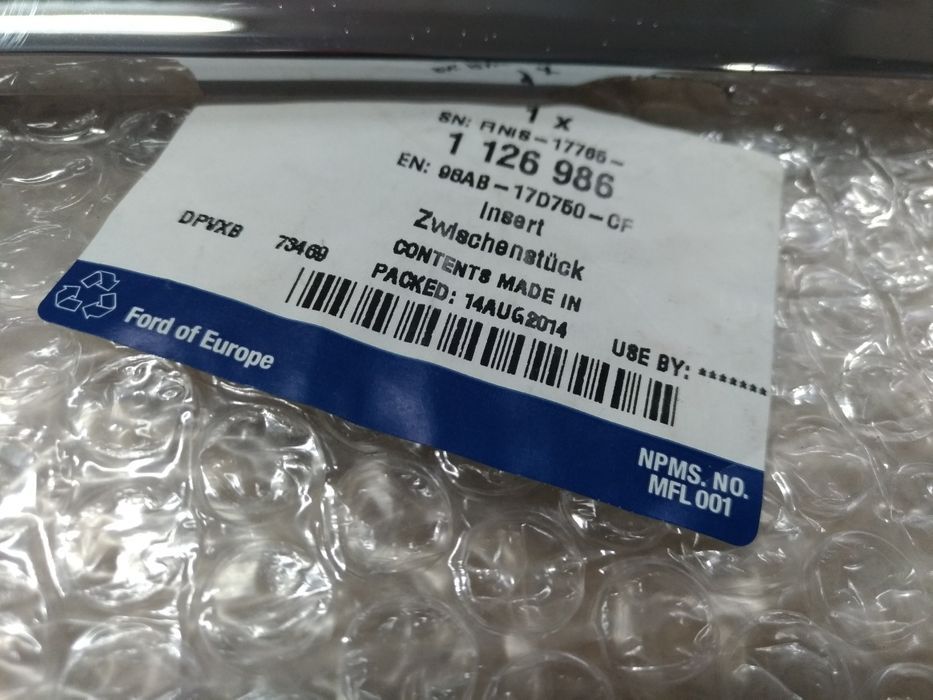 1 x
SN: FINIS-17765-
1 126 986
EN: 98AB-17D750-CF
Insert
Zwischenstück
DPVXB 73469
CONTENTS MADE IN
PACKED: 14AUG2014
USE BY: *******
Ford of Europe
NPMS. NO.
MFL 001